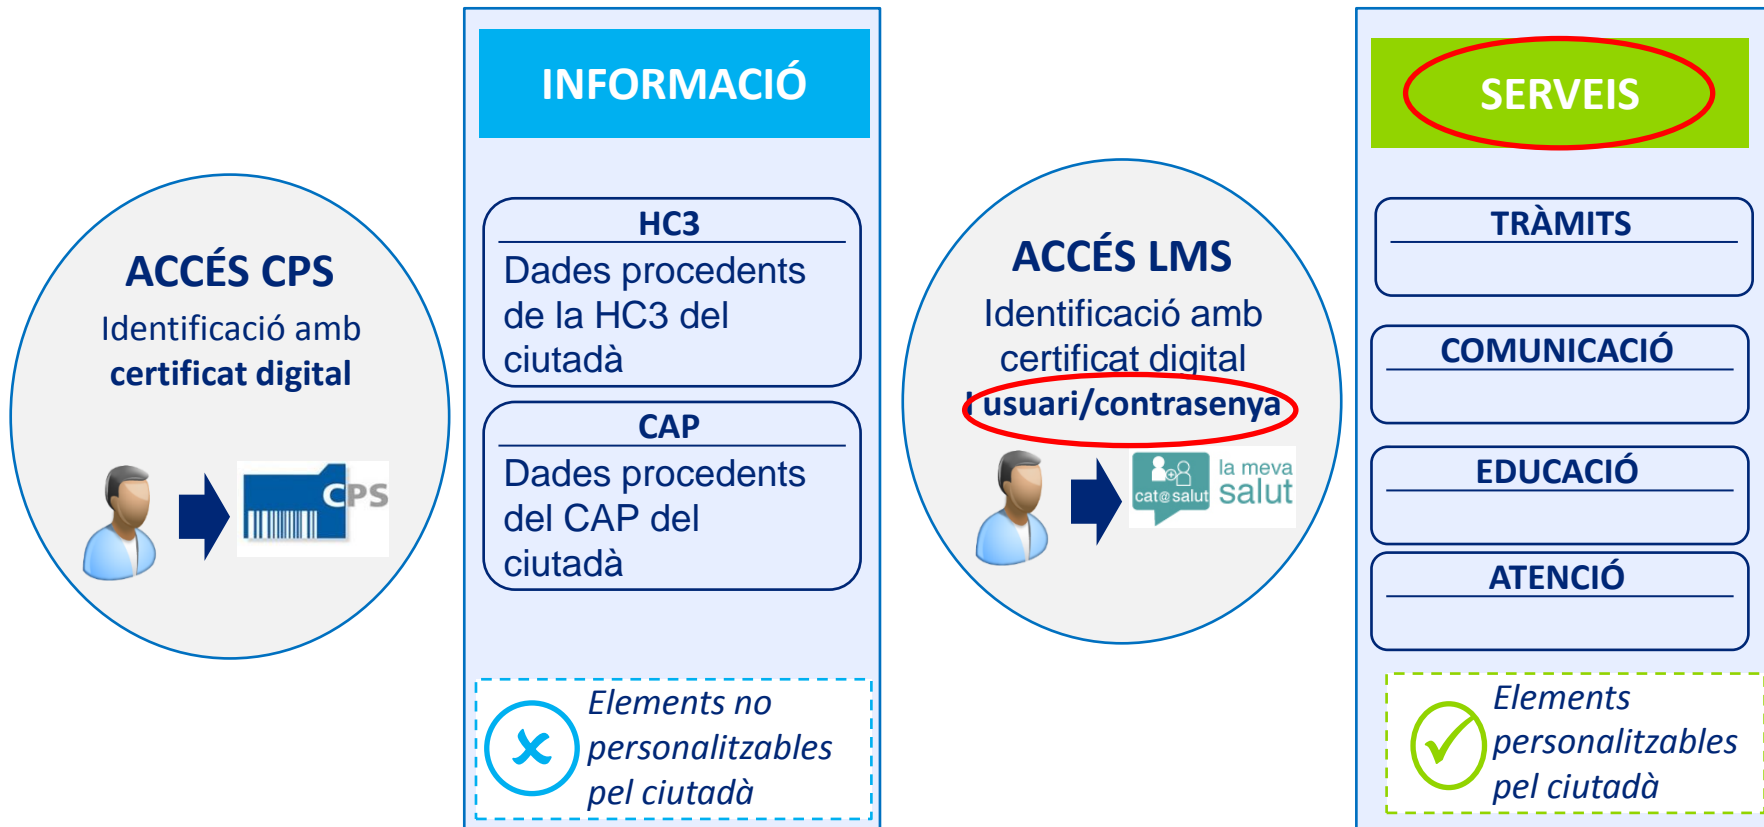 ACCÉS CPS
Identificació amb
certificat digital
CPS
INFORMACIÓ
HC3
Dades procedents
de la HC3 del
ciutadà
CAP
Dades procedents
del CAP del
ciutadà
Elements no
personalitzables
pel ciutadà
ACCÉS LMS
Identificació amb
certificat digital
I usuari/contrasenya
cat@salut
la meva
salut
SERVEIS
TRÀMITS
COMUNICACIÓ
EDUCACIÓ
ATENCIÓ
Elements
personalitzables
pel ciutadà